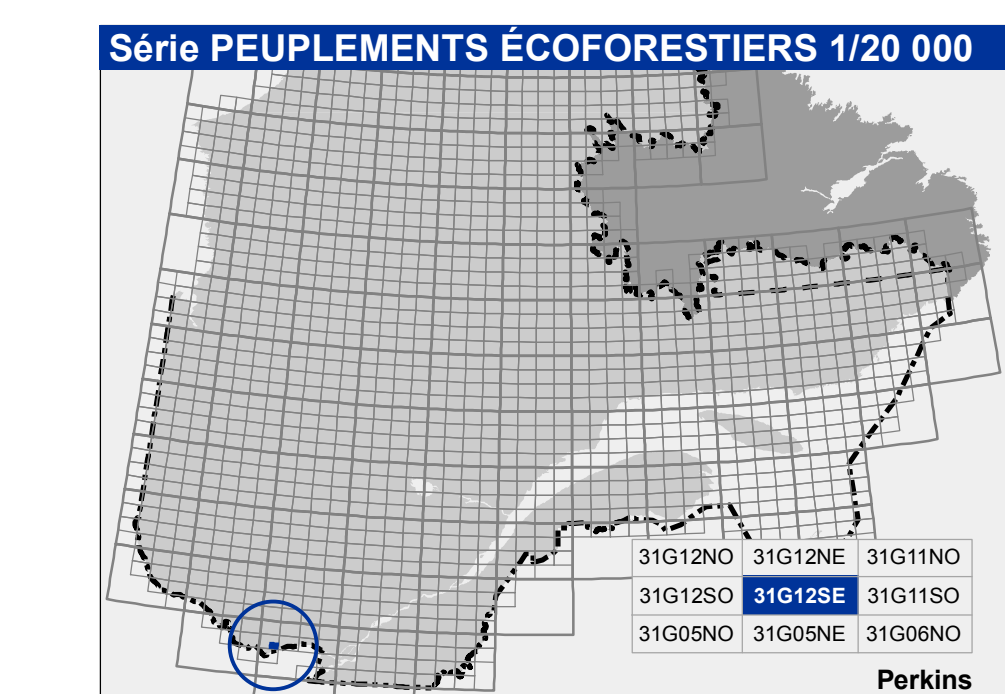 Série PEUPLEMENTS ÉCOFORESTIERS 1/20 000
31G12NO 31G12NE 31G11NO
31G12SO 31G12SE 31G11SO
31G05NO 31G05NE 31G06NO
Perkins